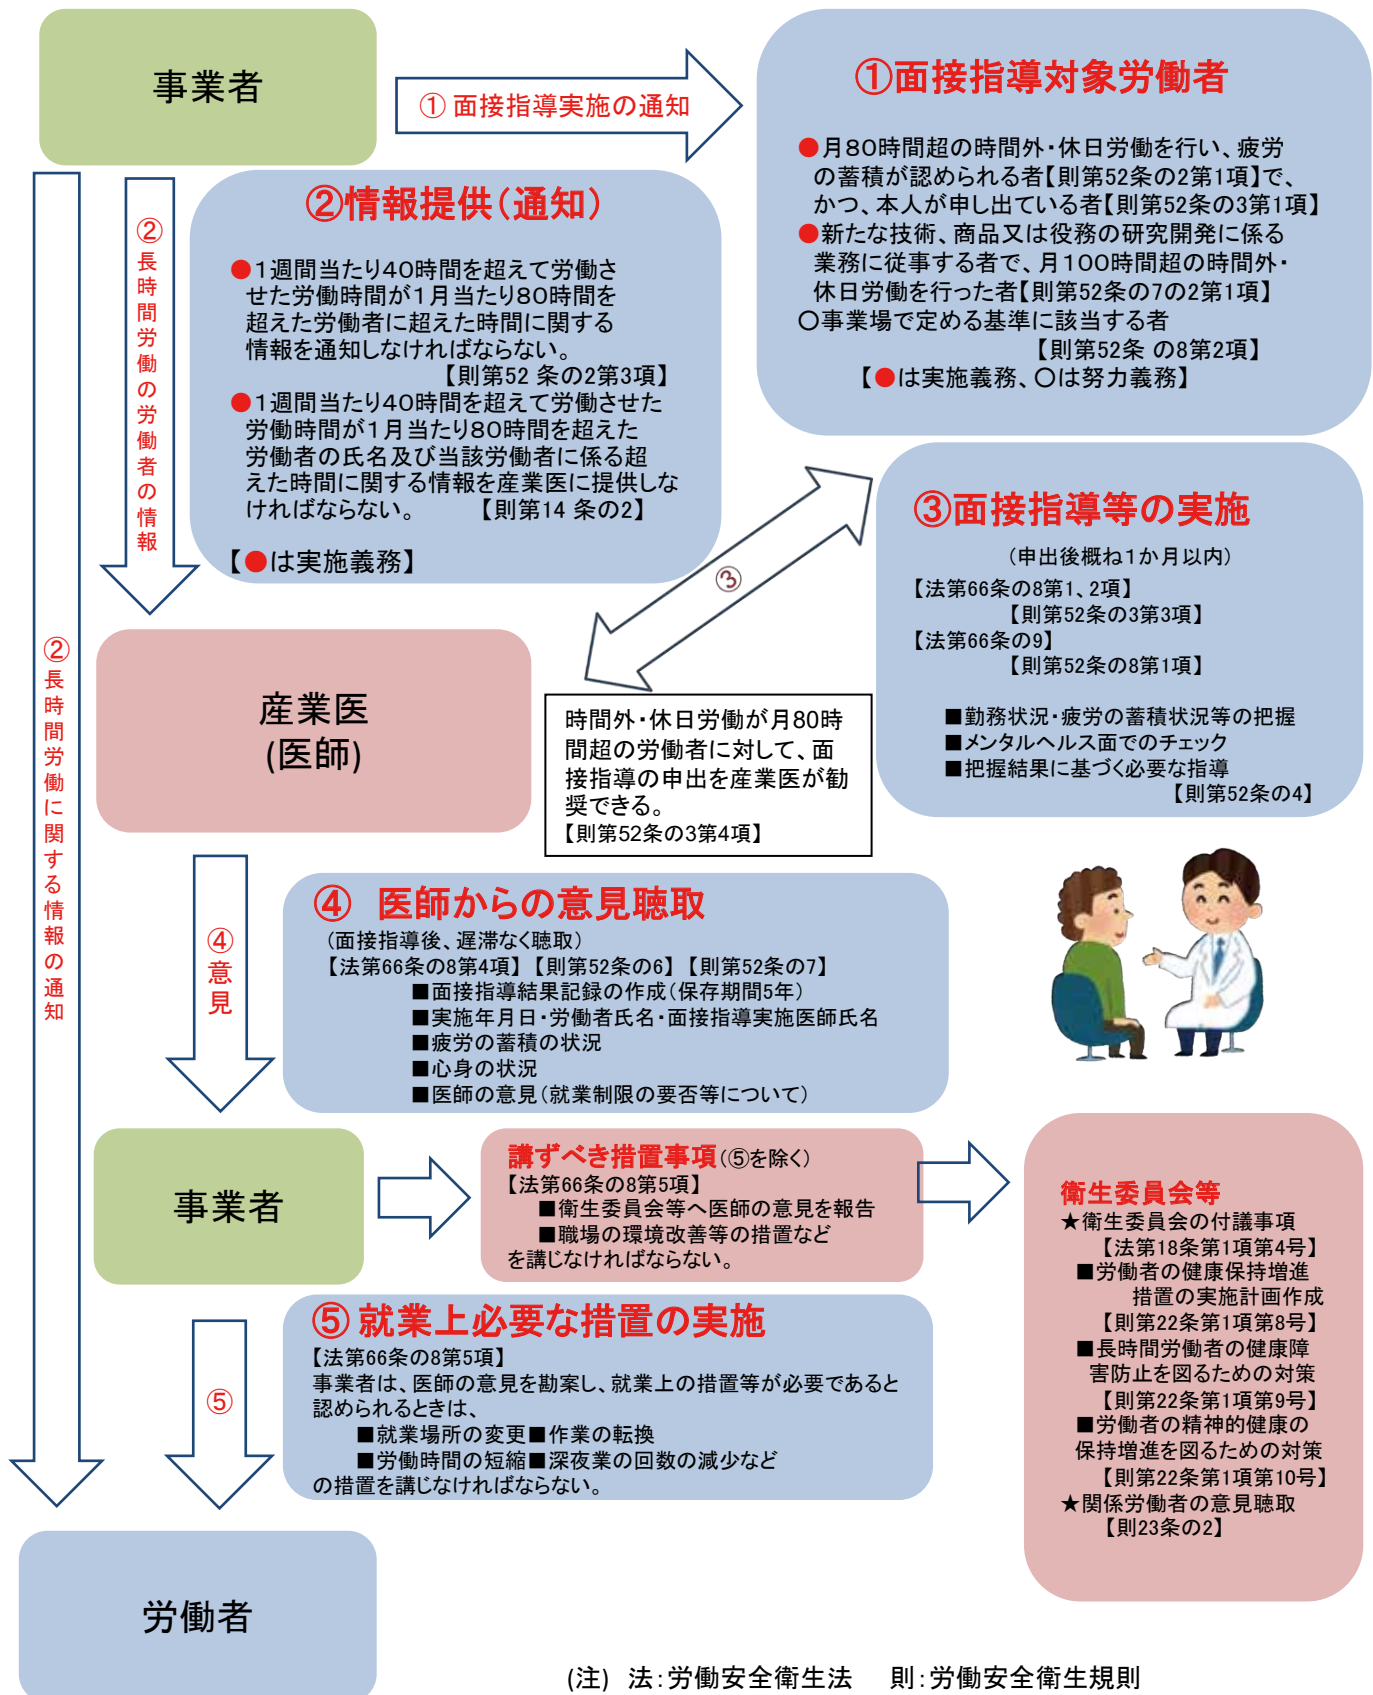 事業者
① 面接指導実施の通知
①面接指導対象労働者
●月80時間超の時間外・休日労働を行い、疲労
の蓄積が認められる者【則第52条の2第1項】で、
かつ、本人が申し出ている者【則第52条の3第1項】
●新たな技術、商品又は役務の研究開発に係る
業務に従事する者で、月100時間超の時間外・
休日労働を行った者【則第52条の7の2第1項】
〇事業場で定める基準に該当する者
【則第52条 の8第2項】
【●は実施義務、〇は努力義務】
②長時間労働に関する情報の通知
②長時間労働の労働者の情報
②情報提供（通知）
●1週間当たり40時間を超えて労働さ
せた労働時間が1月当たり80時間を
超えた労働者に超えた時間に関する
情報を通知しなければならない。
【則第52 条の2第3項】
●1週間当たり40時間を超えて労働させた
労働時間が1月当たり80時間を超えた
労働者の氏名及び当該労働者に係る超
えた時間に関する情報を産業医に提供しな
ければならない。　　【則第14 条の2】
【●は実施義務】
③
③面接指導等の実施
（申出後概ね1か月以内）
【法第66条の8第1、2項】
【則第52条の3第3項】
【法第66条の9】
【則第52条の8第1項】
■勤務状況・疲労の蓄積状況等の把握
■メンタルヘルス面でのチェック
■把握結果に基づく必要な指導
【則第52条の4】
産業医
(医師)
時間外・休日労働が月80時
間超の労働者に対して、面
接指導の申出を産業医が勧
奨できる。
【則第52条の3第4項】
④意見
④　医師からの意見聴取
（面接指導後、遅滞なく聴取）
【法第66条の8第4項】【則第52条の6】【則第52条の7】
■面接指導結果記録の作成（保存期間5年）
■実施年月日・労働者氏名・面接指導実施医師氏名
■疲労の蓄積の状況
■心身の状況
■医師の意見（就業制限の要否等について）
事業者
講ずべき措置事項（⑤を除く）
【法第66条の8第5項】
■衛生委員会等へ医師の意見を報告
■職場の環境改善等の措置など
を講じなければならない。
衛生委員会等
★衛生委員会の付議事項
【法第18条第1項第4号】
■労働者の健康保持増進
措置の実施計画作成
【則第22条第1項第8号】
■長時間労働者の健康障
害防止を図るための対策
【則第22条第1項第9号】
■労働者の精神的健康の
保持増進を図るための対策
【則第22条第1項第10号】
★関係労働者の意見聴取
【則23条の2】
⑤
⑤就業上必要な措置の実施
【法第66条の8第5項】
事業者は、医師の意見を勘案し、就業上の措置等が必要であると
認められるときは、
■就業場所の変更■作業の転換
■労働時間の短縮■深夜業の回数の減少など
の措置を講じなければならない。
労働者
(注)　法：労働安全衛生法　　則：労働安全衛生規則